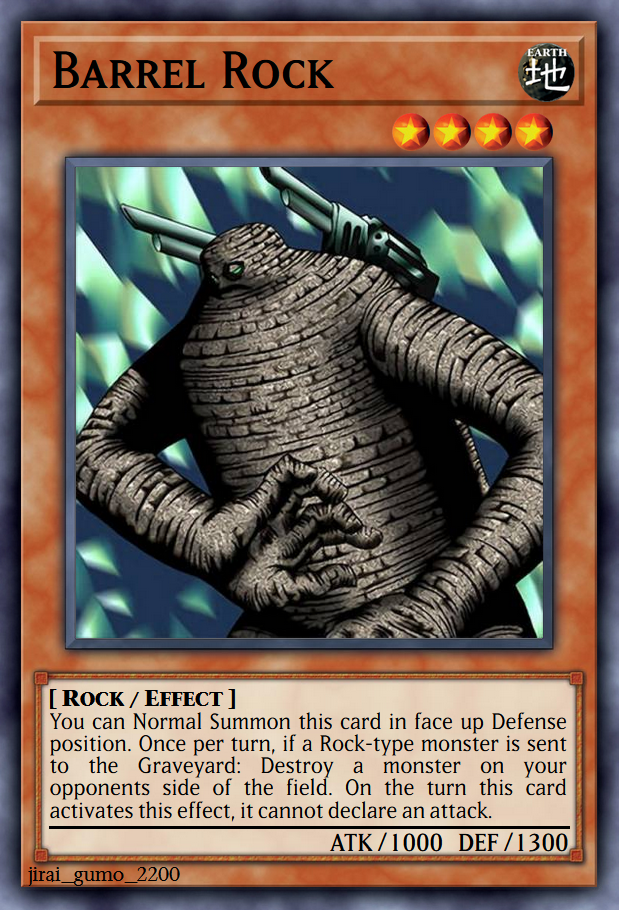 Barrel Rock
EARTH
地
[ Rock / Effect ]
You can Normal Summon this card in face up Defense
position. Once per turn, if a Rock-type monster is sent
to the Graveyard: Destroy a monster on your
opponents side of the field. On the turn this card
activates this effect, it cannot declare an attack.
ATK / 1000 DEF / 1300
jirai_gumo_2200